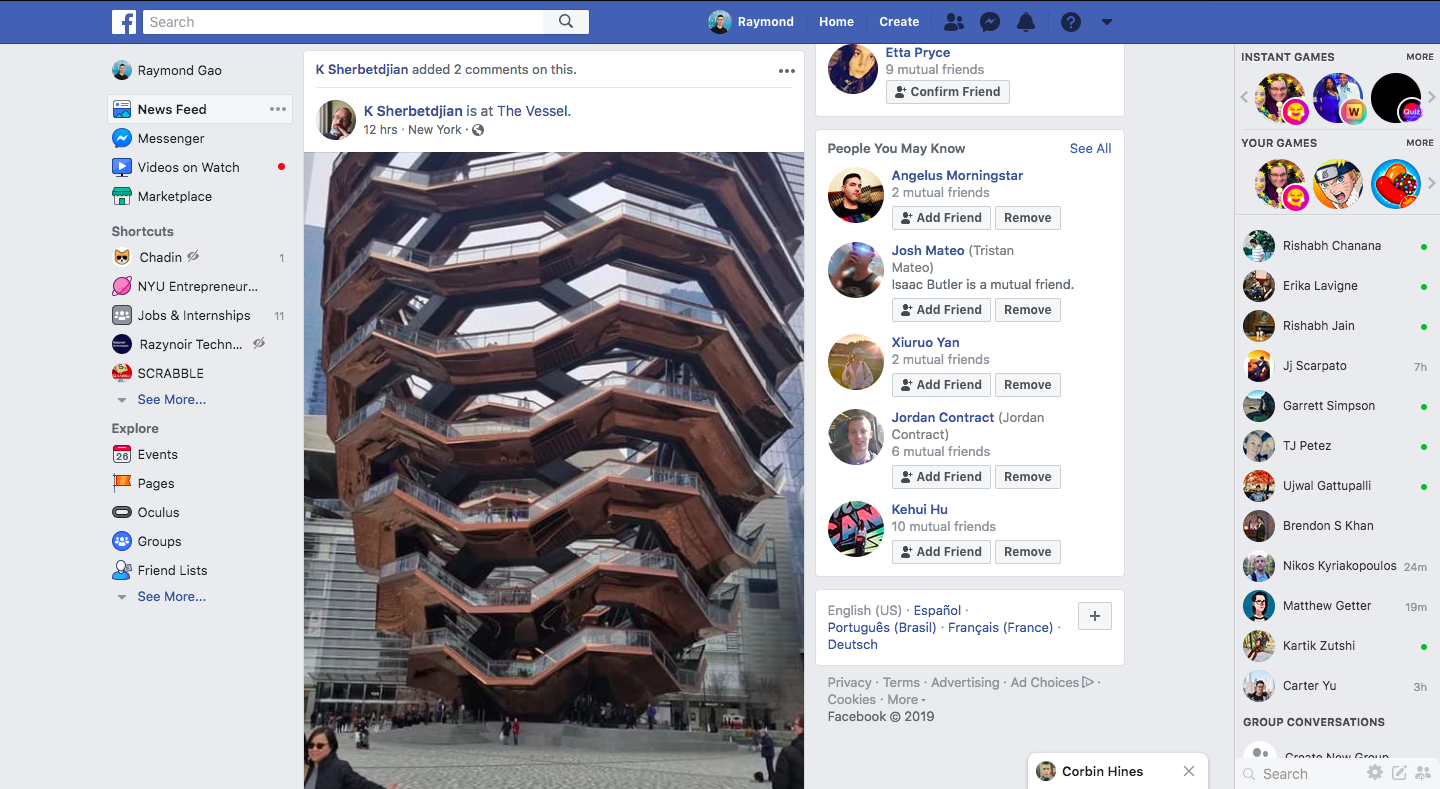 Search
Raymond
Home
Create
Raymond Gao
News Feed
Messenger
Videos on Watch
Marketplace
Shortcuts
Chadin
1
NYU Entrepreneur...
Jobs & Internships
11
Razynoir Techn...
SCRABBLE
See More...
Explore
26
Events
Pages
Oculus
Groups
Friend Lists
See More...
K Sherbetdjian added 2 comments on this.
K Sherbetdjian is at The Vessel.
12 hrs · New York ·
Etta Pryce
9 mutual friends
Confirm Friend
People You May Know
See All
Angelus Morningstar
2 mutual friends
Add Friend
Remove
Josh Mateo (Tristan
Mateo)
Isaac Butler is a mutual friend.
Add Friend
Remove
Xiuruo Yan
2 mutual friends
Add Friend
Remove
Jordan Contract (Jordan
Contract)
6 mutual friends
Add Friend
Remove
Kehui Hu
10 mutual friends
Add Friend
Remove
English (US) · Español ·
Português (Brasil) · Français (France) ·
Deutsch
Privacy · Terms · Advertising · Ad Choices ·
Cookies · More
Facebook © 2019
INSTANT GAMES
MORE
W
Quiz
YOUR GAMES
MORE
Rishabh Chanana
Erika Lavigne
Rishabh Jain
Jj Scarpato
7h
Garrett Simpson
TJ Petez
Ujwal Gattupalli
Brendon S Khan
Nikos Kyriakopoulos
24m
Matthew Getter
19m
Kartik Zutshi
Carter Yu
3h
GROUP CONVERSATIONS
Create New Group
Search
Corbin Hines